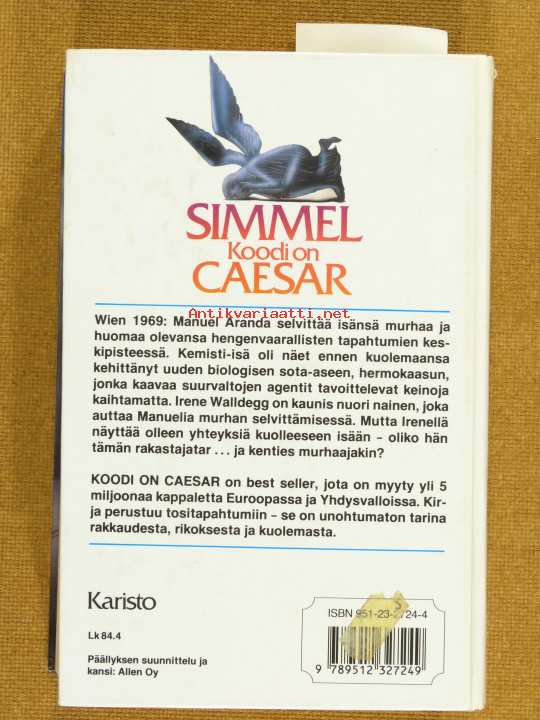 SIMMEL
Koodi on
CAESAR
Antikvariaatti.net
Wien 1969: Manuel Aranda selvittää isänsä murhaa ja
huomaa olevansa hengenvaarallisten tapahtumien kes-
kipisteessä. Kemisti-isä oli näet ennen kuolemaansa
kehittänyt uuden biologisen sota-aseen, hermokaasun,
jonka kaavaa suurvaltojen agentit tavoittelevat keinoja
kaihtamatta. Irene Walldegg on kaunis nuori nainen, joka
auttaa Manuelia murhan selvittämisessä. Mutta Irenellä
näyttää olleen yhteyksiä kuolleeseen isään – oliko hän
tämän rakastajatar . . . ja kenties murhaajakin?
KOODI ON CAESAR on best seller, jota on myyty yli 5
miljoonaa kappaletta Euroopassa ja Yhdysvalloissa. Kir-
ja perustuu tositapahtumiin – se on unohtumaton tarina
rakkaudesta, rikoksesta ja kuolemasta.
Karisto
Lk 84.4
Päällyksen suunnittelu ja
kansi: Allen Oy
ISBN 951-23-2724-4
9 789512 327249